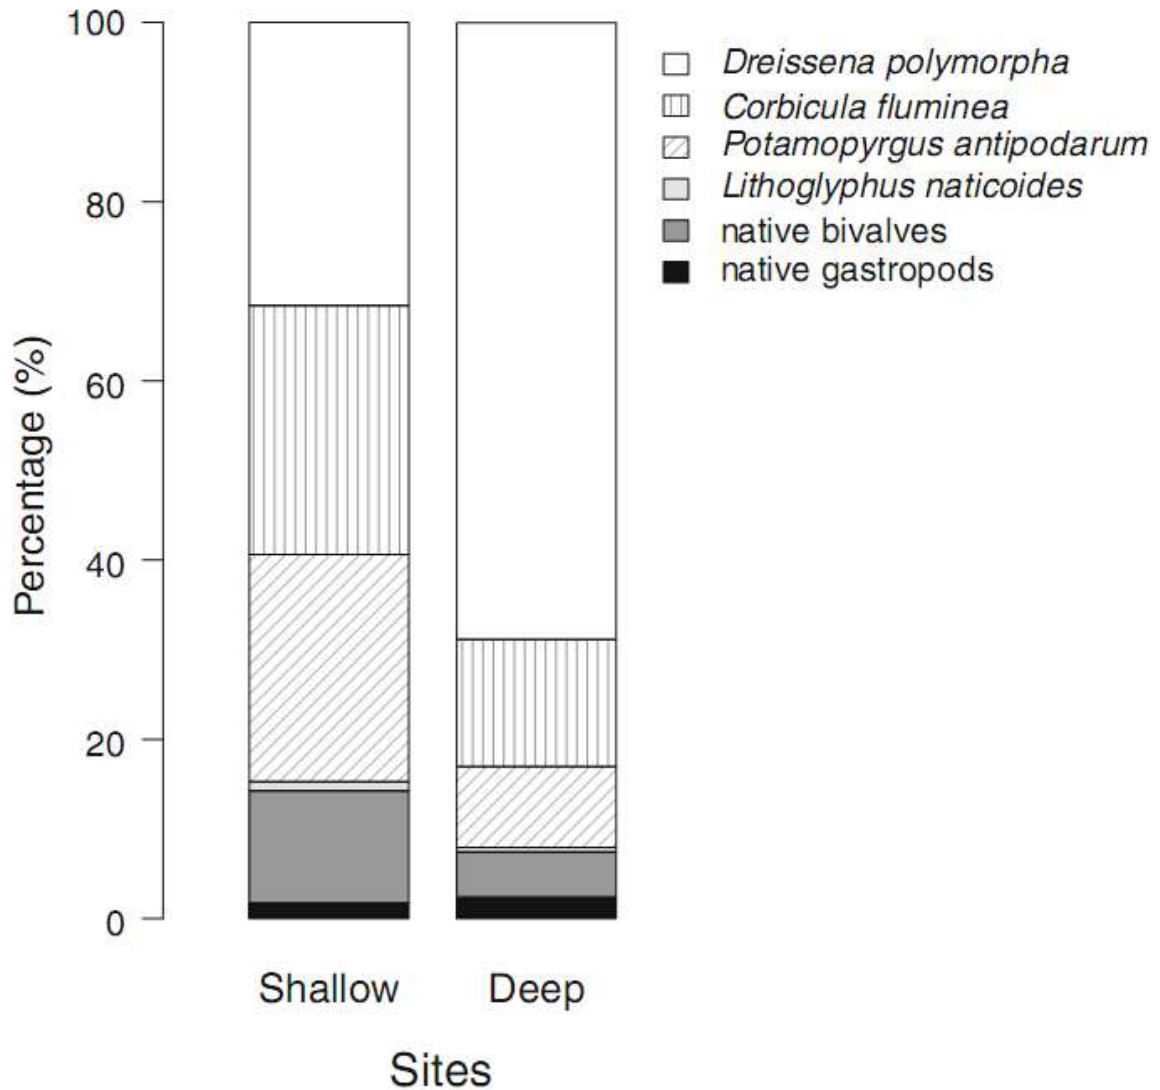 100
80
60
40
20
0
Percentage (%)
Dreissena polymorpha
Corbicula fluminea
Potamopyrgus antipodarum
Lithoglyphus naticoides
native bivalves
native gastropods
Shallow
Deep
Sites